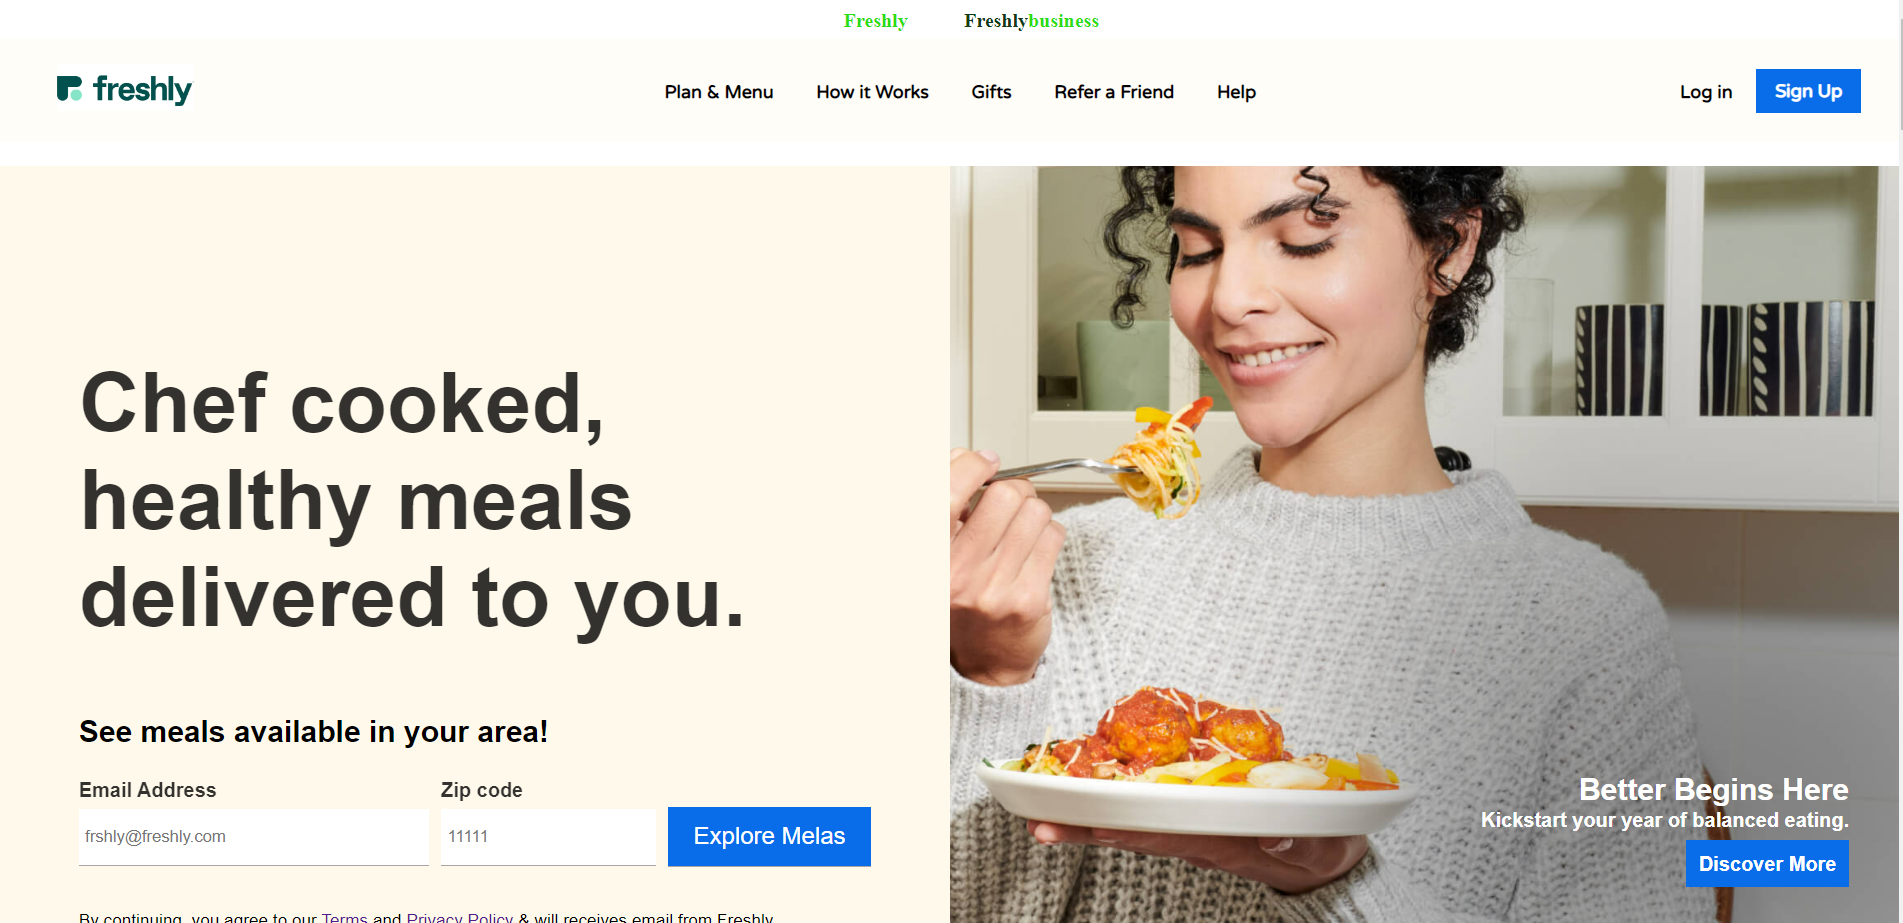 Freshly Freshlybusiness
freshly
Plan & Menu How it Works Gifts Refer a Friend Help
Log in Sign Up
Chef cooked,
healthy meals
delivered to you.
See meals available in your area!
Email Address Zip code
frshly@freshly.com 11111 Explore Melas
By continuing, you agree to our Terms and Privacy Policy & will receives email from Freshly
Better Begins Here
Kickstart your year of balanced eating.
Discover More